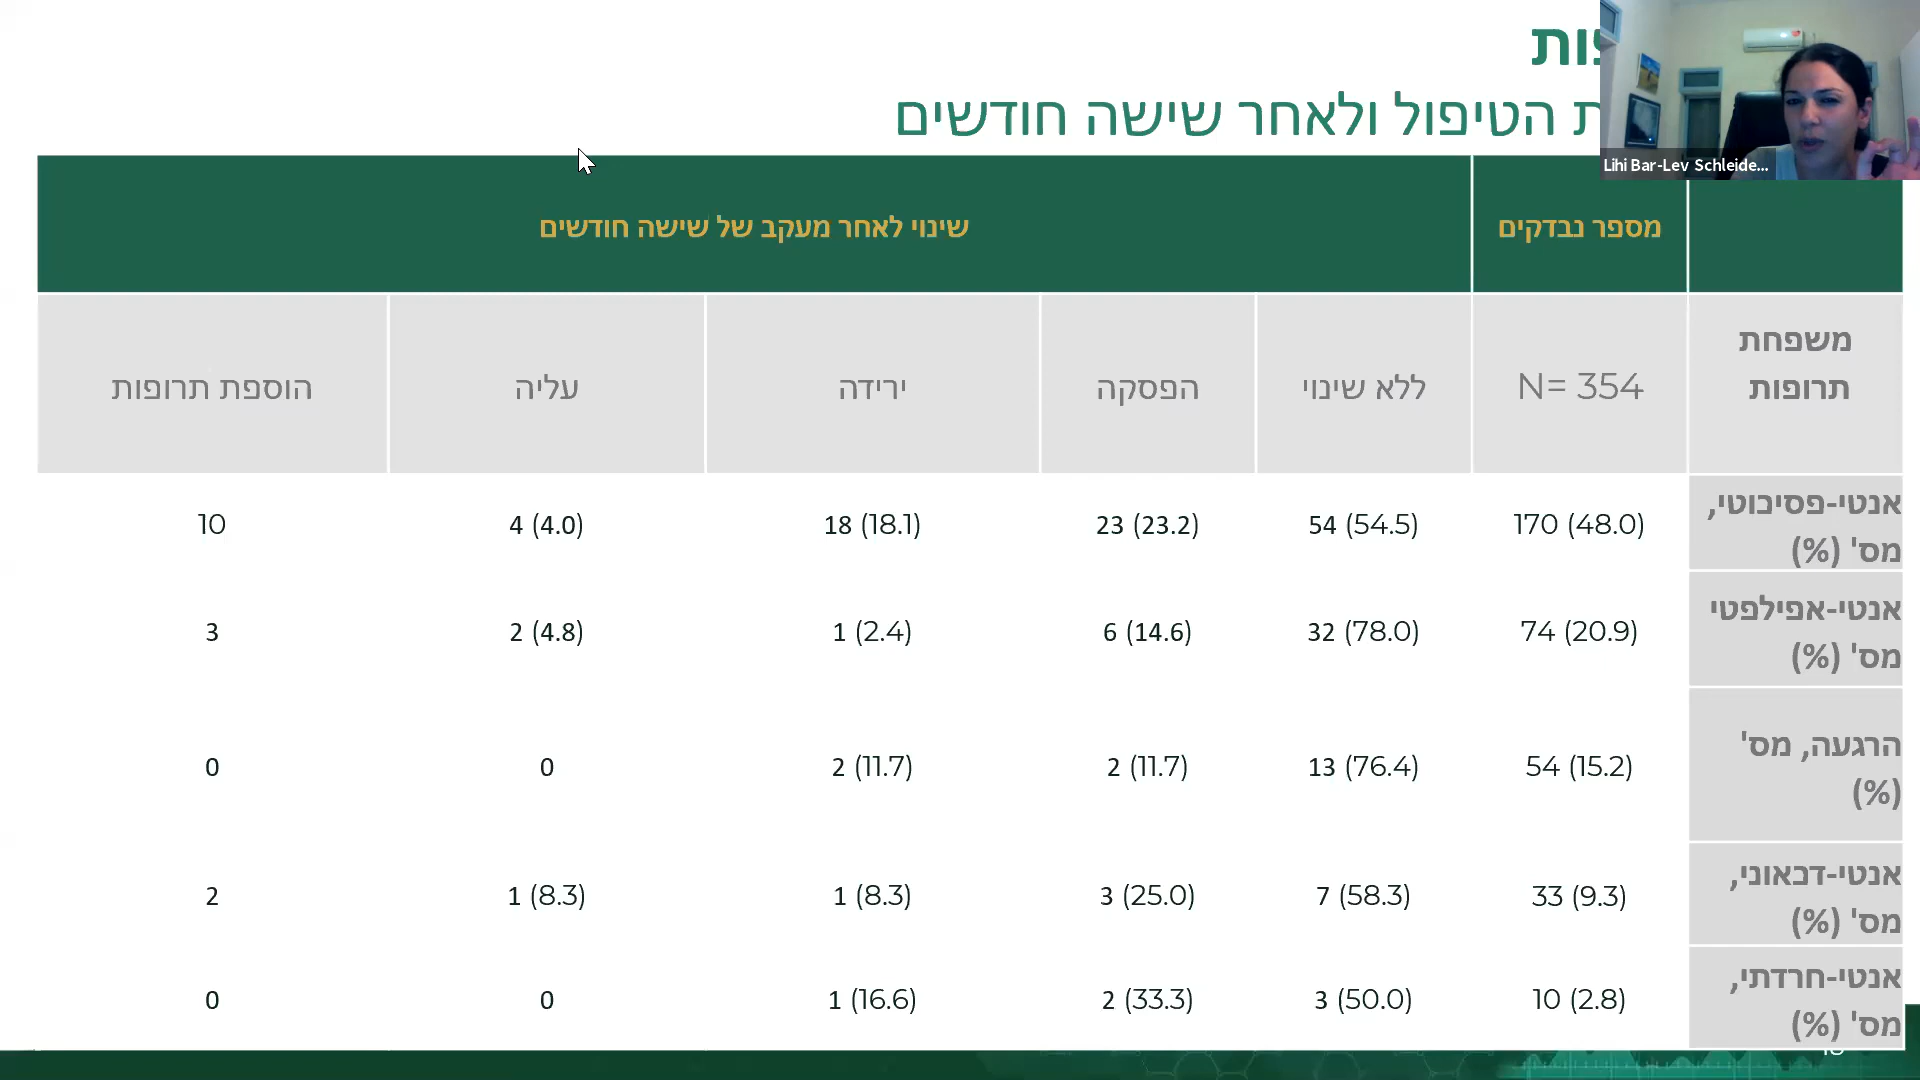 הטיפול ולאחר שישה חודשים
Lihi Bar-Lev Schleide...
מספר נבדקים
שינוי לאחר מעקב של שישה חודשים
משפחת
תרופות
N= 354
ללא שינוי
הפסקה
ירידה
עליה
הוספת תרופות
אנטי-פסיכוטי,
מס' (%)
170 (48.0)
54 (54.5)
23 (23.2)
18 (18.1)
4 (4.0)
10
אנטי-אפילפטי
מס' (%)
74 (20.9)
32 (78.0)
6 (14.6)
1 (2.4)
2 (4.8)
3
הרגעה, מס'
(%)
54 (15.2)
13 (76.4)
2 (11.7)
2 (11.7)
0
0
אנטי-דכאוני,
מס' (%)
33 (9.3)
7 (58.3)
3 (25.0)
1 (8.3)
1 (8.3)
2
אנטי-חרדתי,
מס' (%)
10 (2.8)
3 (50.0)
2 (33.3)
1 (16.6)
0
0